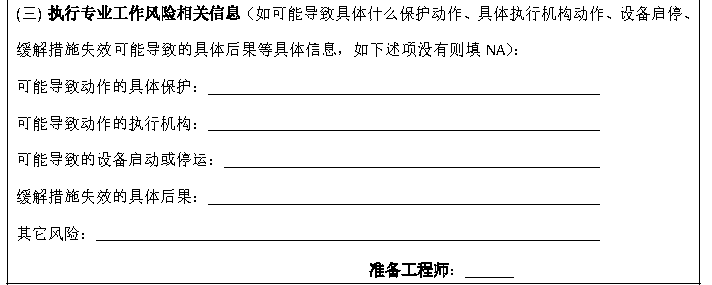 (三) 执行专业工作风险相关信息（如可能导致具体什么保护动作、具体执行机构动作、设备启停、
缓解措施失效可能导致的具体后果等具体信息，如下述项没有则填 NA）：
可能导致动作的具体保护：
可能导致动作的执行机构：
可能导致的设备启动或停运：
缓解措施失效的具体后果：
其它风险：
准备工程师：